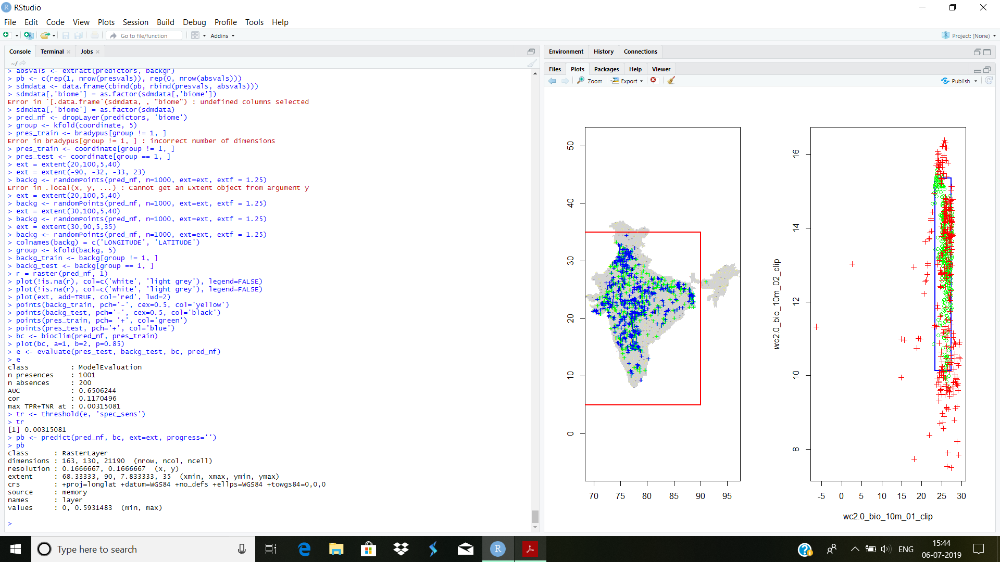 RStudio
File Edit Code View Plots Session Build Debug Profile Tools Help
Go to file/function Addins Project: (None)
Console Terminal Jobs
~/
> absvals <- extract(predictors, backgr)
> pb <- c(rep(1, nrow(presvals)), rep(0, nrow(absvals)))
> sdmdata <- data.frame(cbind(pb, rbind(presvals, absvals)))
> sdmdata[,'biome'] = as.factor(sdmdata[,'biome'])
Error in `[.data.frame`(sdmdata, , "biome") : undefined columns selected
> sdmdata[,'biome'] = as.factor(sdmdata)
> pred_nf <- dropLayer(predictors, 'biome')
> group <- kfold(coordinate, 5)
> pres_train <- bradypus[group != 1, ]
Error in bradypus[group != 1, ] : incorrect number of dimensions
> pres_train <- coordinate[group != 1, ]
> pres_test <- coordinate[group == 1, ]
> ext = extent(20,100,5,40)
> ext = extent(-90, -32, -33, 23)
> backg <- randomPoints(pred_nf, n=1000, ext=ext, extf = 1.25)
Error in .local(x, y, ...) : Cannot get an Extent object from argument y
> ext = extent(20,100,5,40)
> backg <- randomPoints(pred_nf, n=1000, ext=ext, extf = 1.25)
> ext = extent(30,100,5,40)
> backg <- randomPoints(pred_nf, n=1000, ext=ext, extf = 1.25)
> ext = extent(30,90,5,35)
> backg <- randomPoints(pred_nf, n=1000, ext=ext, extf = 1.25)
> colnames(backg) = c('LONGITUDE', 'LATITUDE')
> group <- kfold(backg, 5)
> backg_train <- backg[group != 1, ]
> backg_test <- backg[group == 1, ]
> r = raster(pred_nf, 1)
> plot(!is.na(r), col=c('white', 'light grey'), legend=FALSE)
> plot(!is.na(r), col=c('white', 'light grey'), legend=FALSE)
> plot(ext, add=TRUE, col='red', lwd=2)
> points(backg_train, pch='-', cex=0.5, col='yellow')
> points(backg_test, pch='-', cex=0.5, col='black')
> points(pres_train, pch= '+', col='green')
> points(pres_test, pch='+', col='blue')
> bc <- bioclim(pred_nf, pres_train)
> plot(bc, a=1, b=2, p=0.85)
> e <- evaluate(pres_test, backg_test, bc, pred_nf)
> e
class : ModelEvaluation
n presences : 1001
n absences : 200
AUC : 0.6506244
cor : 0.1170496
max TPR+TNR at : 0.00315081
> tr <- threshold(e, 'spec_sens')
> tr
[1] 0.00315081
> pb <- predict(pred_nf, bc, ext=ext, progress='')
> pb
class : RasterLayer
dimensions : 163, 130, 21190 (nrow, ncol, ncell)
resolution : 0.1666667, 0.1666667 (x, y)
extent : 68.33333, 90, 7.833333, 35 (xmin, xmax, ymin, ymax)
crs : +proj=longlat +datum=WGS84 +no_defs +ellps=WGS84 +towgs84=0,0,0
source : memory
names : layer
values : 0, 0.5931483 (min, max)
>
Environment History Connections
Files Plots Packages Help Viewer
Zoom Export Publish
50
40
30
20
10
0
70 75 80 85 90 95
wc2.0_bio_10m_02_clip
16
14
12
10
8
-5 0 5 10 15 20 25 30
wc2.0_bio_10m_01_clip
Type here to search
ENG
15:44
06-07-2019